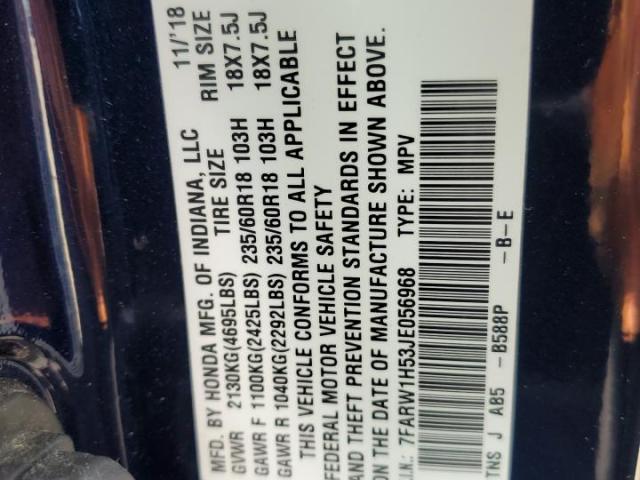 MFD. BY HONDA MFG. OF INDIANA, LLC 11/'18
GVWR 2130KG(4695LBS) TIRE SIZE RIM SIZE
GAWR F 1100KG(2425LBS) 235/60R18 103H 18X7.5J
GAWR R 1040KG(2292LBS) 235/60R18 103H 18X7.5J
THIS VEHICLE CONFORMS TO ALL APPLICABLE
FEDERAL MOTOR VEHICLE SAFETY
AND THEFT PREVENTION STANDARDS IN EFFECT
ON THE DATE OF MANUFACTURE SHOWN ABOVE.
V.I.N.: 7FARW1H53JE056968 TYPE: MPV
TNS J A85 -B588P -B-E